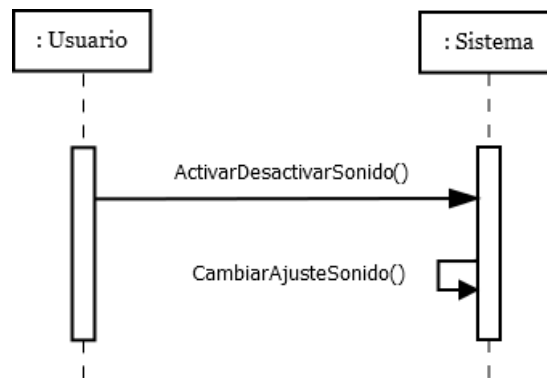 : Usuario
: Sistema
ActivarDesactivarSonido()
CambiarAjusteSonido()